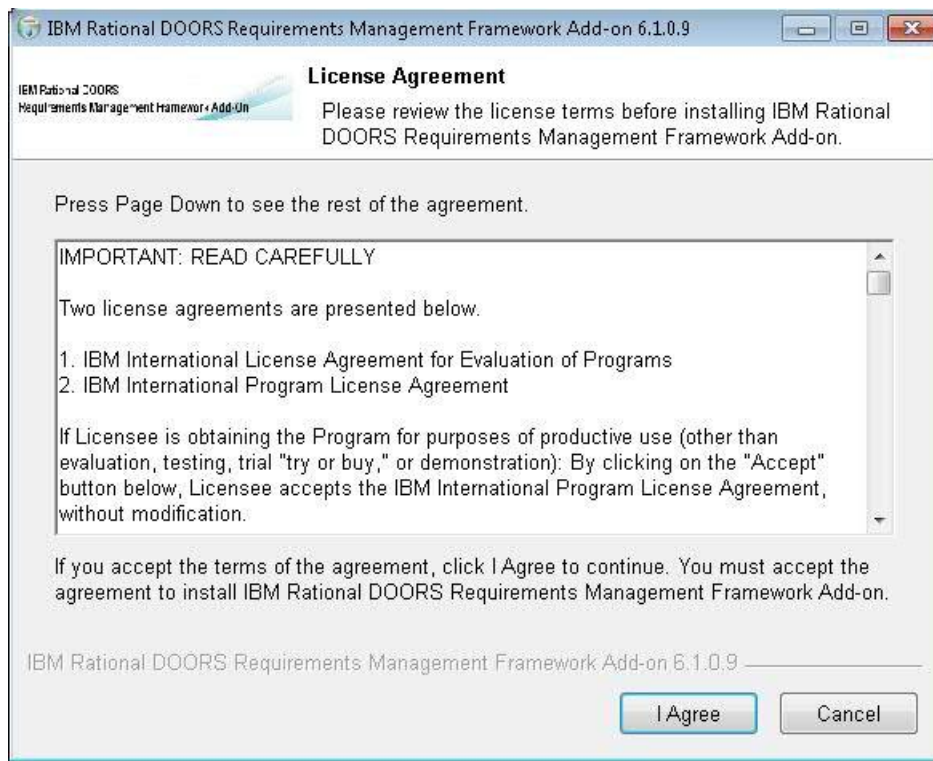 IBM Rational DOORS Requirements Management Framework Add-on 6.1.0.9
IBM Rational DOORS
Requirements Management Framework Add-On
License Agreement
Please review the license terms before installing IBM Rational
DOORS Requirements Management Framework Add-on.
Press Page Down to see the rest of the agreement.
IMPORTANT: READ CAREFULLY
Two license agreements are presented below.
1. IBM International License Agreement for Evaluation of Programs
2. IBM International Program License Agreement
If Licensee is obtaining the Program for purposes of productive use (other than
evaluation, testing, trial "try or buy," or demonstration): By clicking on the "Accept"
button below, Licensee accepts the IBM International Program License Agreement,
without modification.
If you accept the terms of the agreement, click I Agree to continue. You must accept the
agreement to install IBM Rational DOORS Requirements Management Framework Add-on.
IBM Rational DOORS Requirements Management Framework Add-on 6.1.0.9
I Agree
Cancel